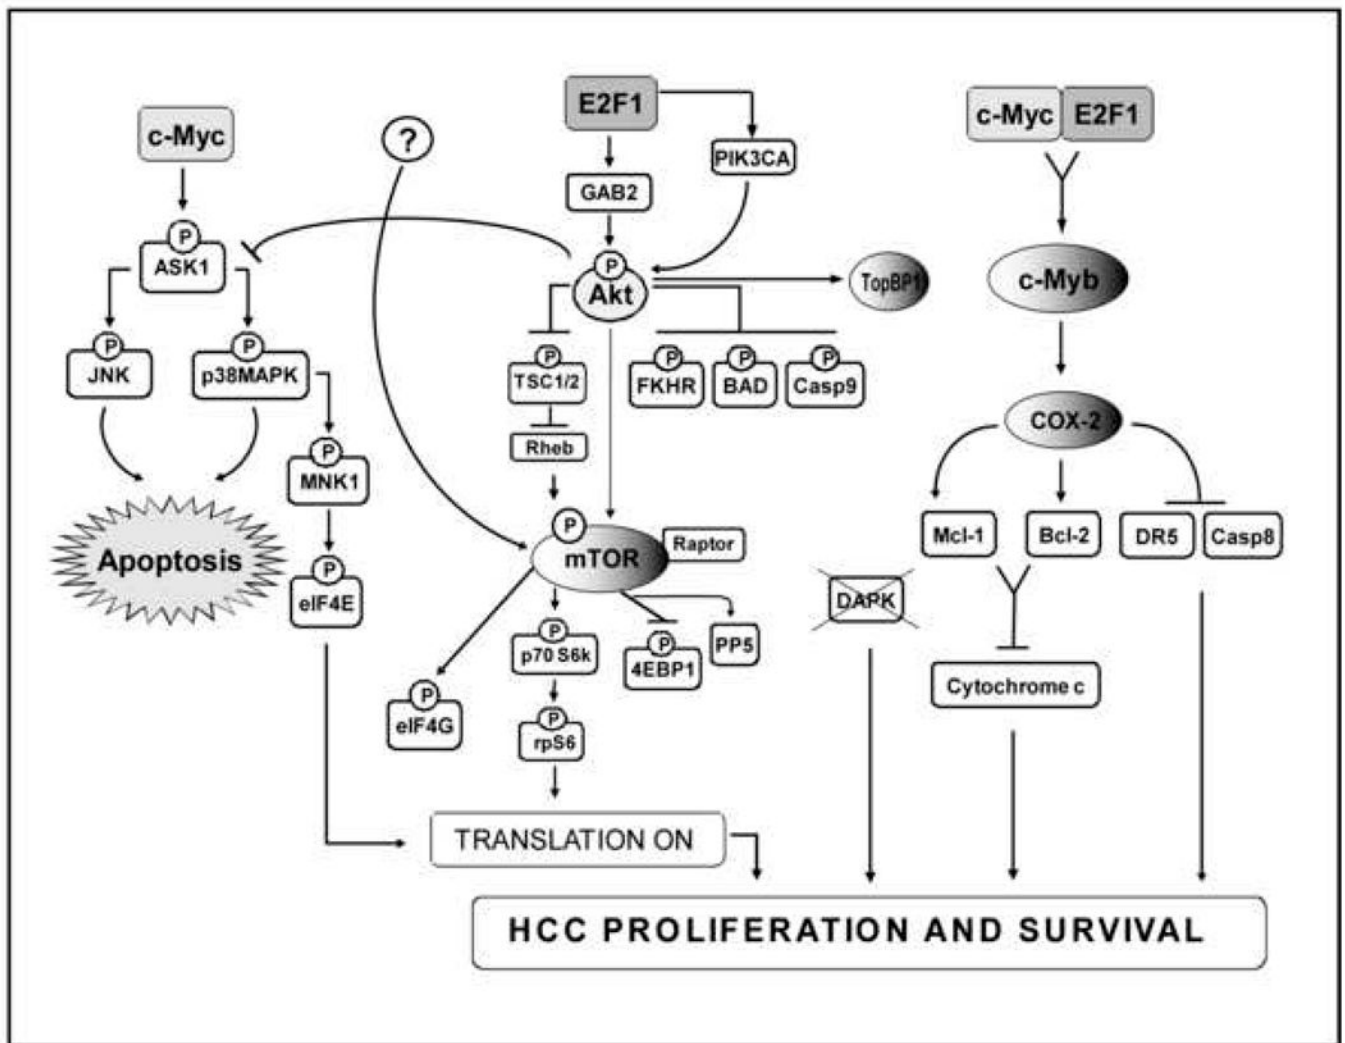 c-Myc
P
ASK1
P
JNK
P
p38MAPK
P
MNK1
P
eIF4E
Apoptosis
?
E2F1
PIK3CA
GAB2
P
Akt
TopBP1
P
TSC1/2
P
FKHR
P
BAD
P
Casp9
Rheb
P
mTOR
Raptor
P
p70 S6k
P
4EBP1
PP5
P
eIF4G
P
rpS6
TRANSLATION ON
c-Myc E2F1
c-Myb
COX-2
Mcl-1
Bcl-2
DR5
Casp8
DAPK
Cytochrome c
HCC PROLIFERATION AND SURVIVAL